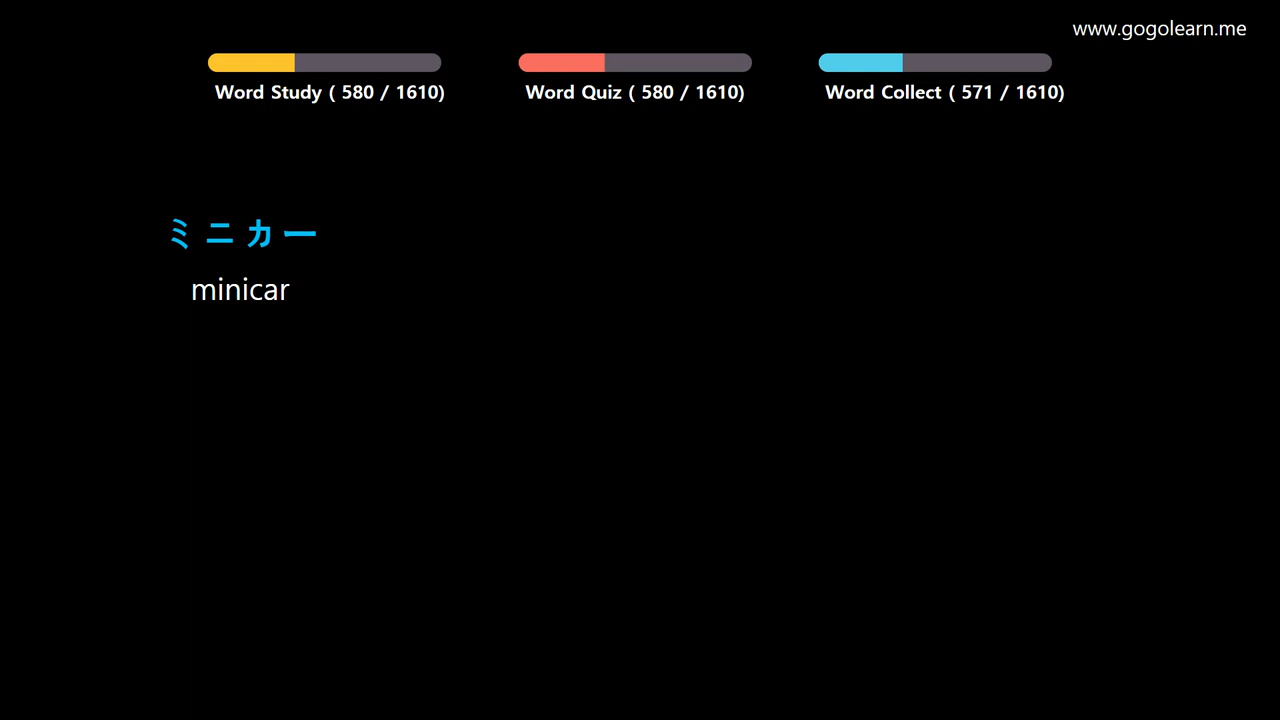 www.gogolearn.me
Word Study ( 580 / 1610)
Word Quiz ( 580 / 1610)
Word Collect ( 571 / 1610)
ミニカー
minicar